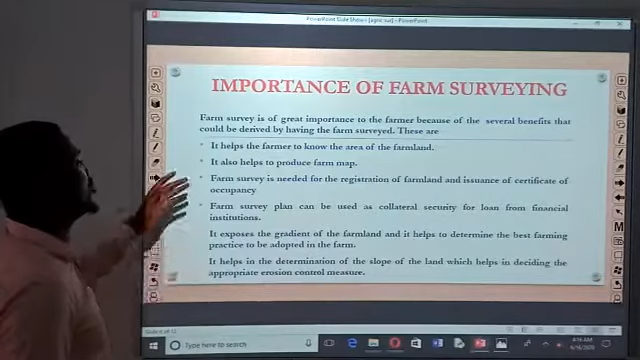 PowerPoint Slide Show - [agric sur] - PowerPoint
IMPORTANCE OF FARM SURVEYING
Farm survey is of great importance to the farmer because of the several benefits that
could be derived by having the farm surveyed. These are
It helps the farmer to know the area of the farmland.
It also helps to produce farm map.
Farm survey is needed for the registration of farmland and issuance of certificate of
occupancy
Farm survey plan can be used as collateral security for loan from financial
institutions.
It exposes the gradient of the farmland and it helps to determine the best farming
practice to be adopted in the farm.
It helps in the determination of the slope of the land which helps in deciding the
appropriate erosion control measure.
Type here to search